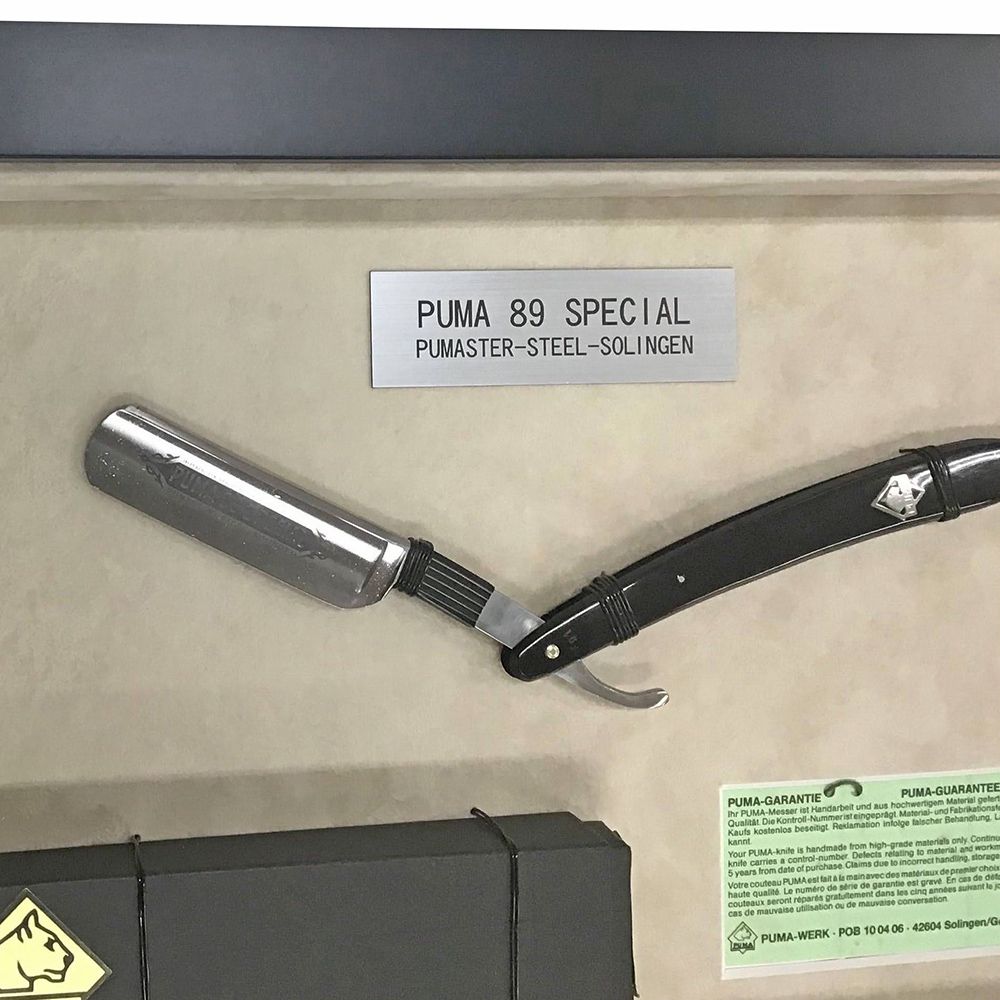 PUMA 89 SPECIAL
PUMASTER-STEEL-SOLINGEN
PUMA
PUMA-GARANTIE PUMA-GUARANTEE
Ihr PUMA-Messer ist Handarbeit und aus hochwertigem Material
Qualität. Die Kontroll-Nummer ist eingeprägt. Material- und
Kaufs kostenlos beseitigt. Reklamation infolge falscher Behandlung,
kannt.
Your PUMA-knife is handmade from high-grade materials only.
knife carries a control-number. Defects relating to material and
5 years from date of purchase. Claims due to incorrect handling,
Votre couteau PUMA est fait à la main avec des matériaux de premier choix
haute qualité. Le numéro de série de garantie est gravé. En cas de
couteaux seront réparés gratuitement dans les cinq années suivant le
cas de mauvaise utilisation ou de mauvaise conversation.
PUMA PUMA-WERK · POB 10 04 06 · 42604 Solingen/